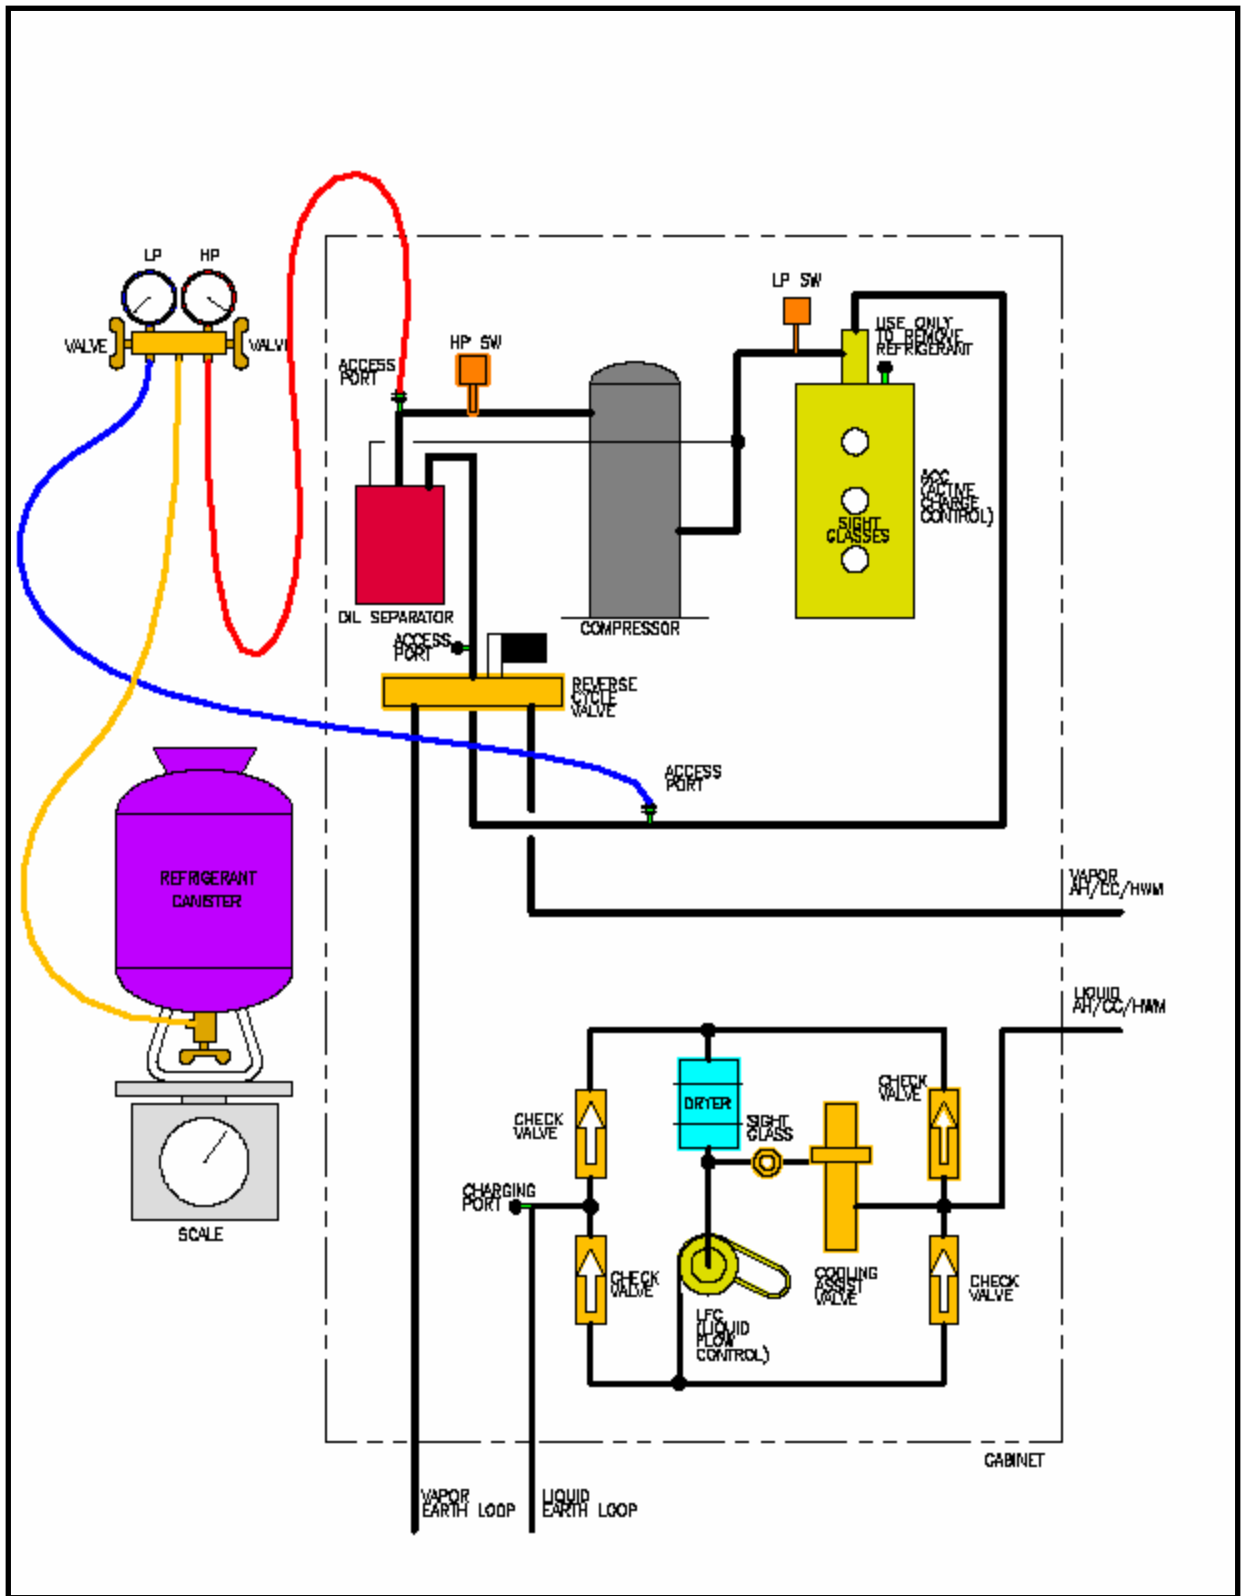 LP
HP
VALVE
VALVE
LP SW
HP SW
USE ONLY
TO REMOVE
REFRIGERANT
ACCESS
PORT
ACC
(ACTIVE
CHARGE
CONTROL)
SIGHT
GLASSES
OIL SEPARATOR
COMPRESSOR
ACCESS
PORT
REVERSE
CYCLE
VALVE
ACCESS
PORT
REFRIGERANT
CANISTER
VAPOR
AH/CC/HWM
LIQUID
AH/CC/HWM
CHECK
VALVE
DRYER
SIGHT
GLASS
CHECK
VALVE
CHARGING
PORT
SCALE
CHECK
VALVE
COOLING
ASSIST
VALVE
CHECK
VALVE
LFC
(LIQUID
FLOW
CONTROL)
CABINET
VAPOR
EARTH LOOP
LIQUID
EARTH LOOP